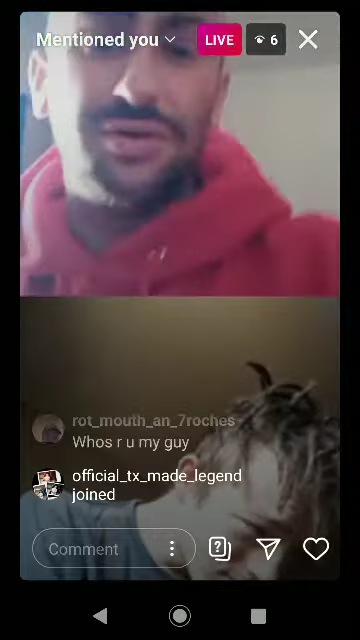 Mentioned you
LIVE
6
rot_mouth_an_7roches
Whos r u my guy
official_tx_made_legend
joined
Comment